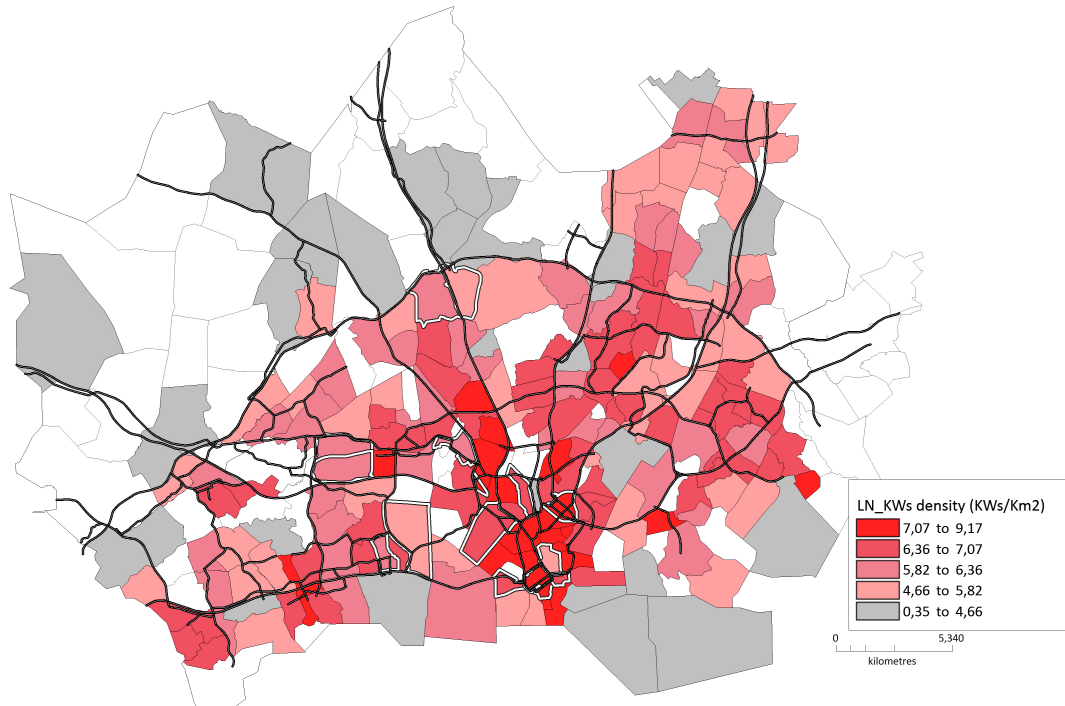 LN_KWs density (KWs/Km2)
7,07 to 9,17
6,36 to 7,07
5,82 to 6,36
4,66 to 5,82
0,35 to 4,66
0 5,340
kilometres